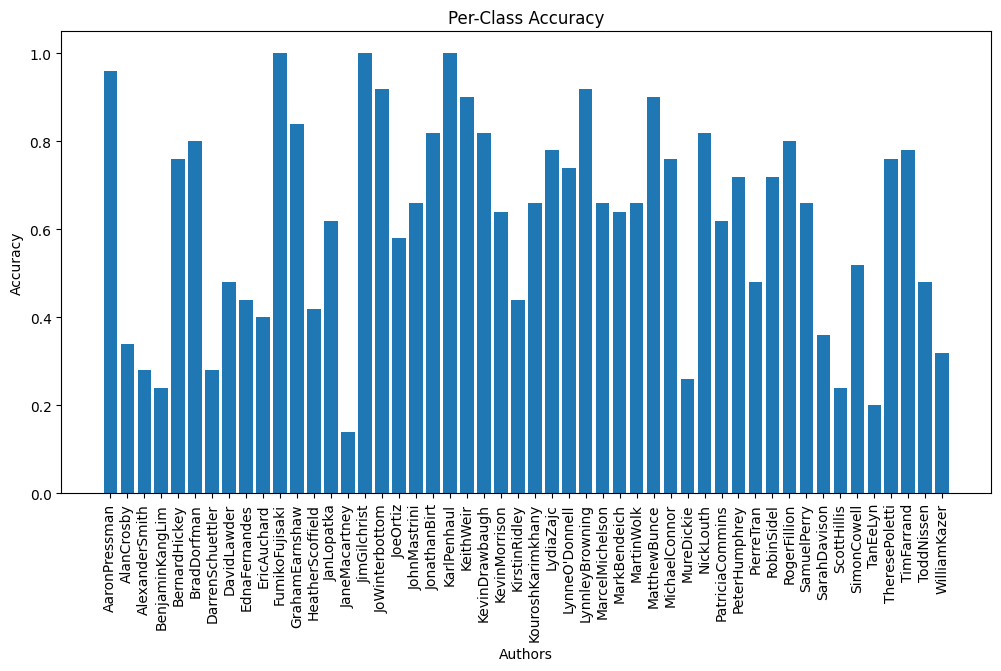 Per-Class Accuracy
Accuracy
1.0
0.8
0.6
0.4
0.2
0.0
AaronPressman
AlanCrosby
AlexanderSmith
BenjaminKangLim
BernardHickey
BradDorfman
DarrenSchuettler
DavidLawder
EdnaFernandes
EricAuchard
FumikoFujisaki
GrahamEarnshaw
HeatherScoffield
JanLopatka
JaneMacartney
JimGilchrist
JoWinterbottom
JoeOrtiz
JohnMastrini
JonathanBirt
KarlPenhaul
KeithWeir
KevinDrawbaugh
KevinMorrison
KirstinRidley
KouroshKarimkhany
LydiaZajc
LynneO'Donnell
LynnleyBrowning
MarcelMichelson
MarkBendeich
MartinWolk
MatthewBunce
MichaelConnor
MureDickie
NickLouth
PatriciaCommins
PeterHumphrey
PierreTran
RobinSidel
RogerFillion
SamuelPerry
SarahDavison
ScottHillis
SimonCowell
TanEeLyn
TheresePoletti
TimFarrand
ToddNissen
WilliamKazer
Authors